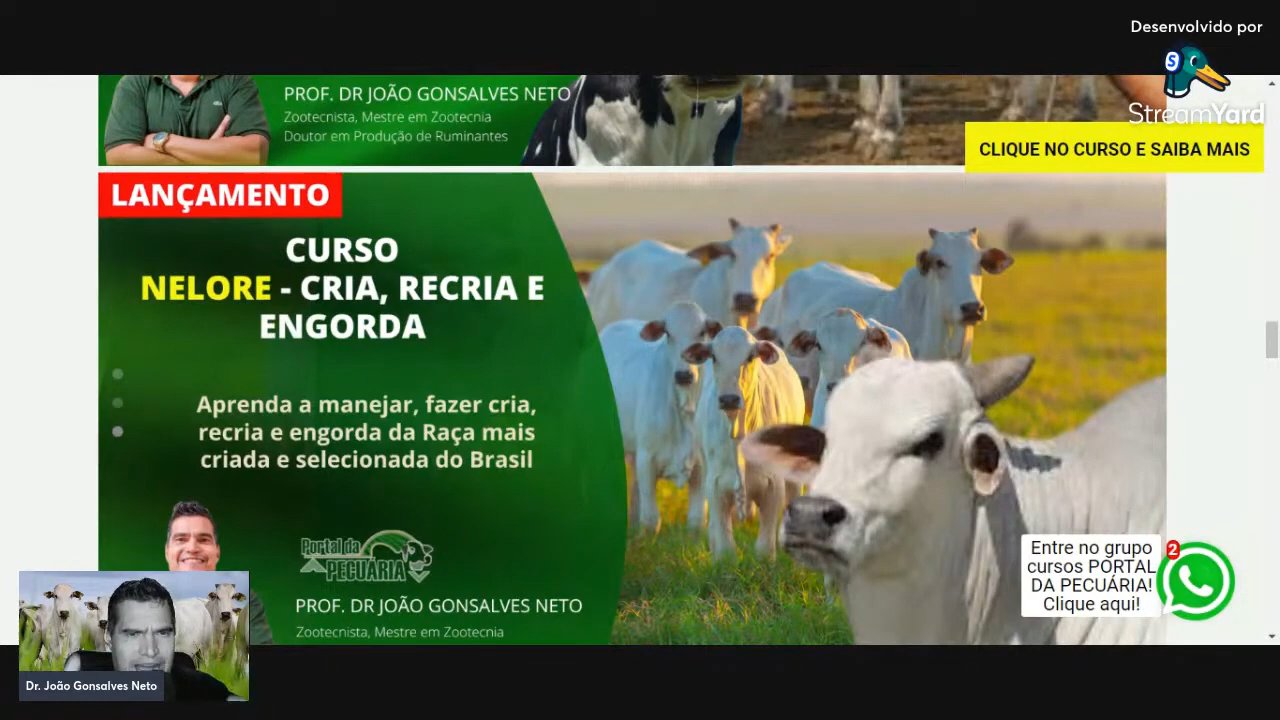 Desenvolvido por
StreamYard
PROF. DR JOÃO GONSALVES NETO
Zootecnista, Mestre em Zootecnia
Doutor em Produção de Ruminantes
CLIQUE NO CURSO E SAIBA MAIS
LANÇAMENTO
CURSO
NELORE - CRIA, RECRIA E
ENGORDA
Aprenda a manejar, fazer cria,
recria e engorda da Raça mais
criada e selecionada do Brasil
Portal da
PECUÁRIA
PROF. DR JOÃO GONSALVES NETO
Zootecnista, Mestre em Zootecnia
Entre no grupo
cursos PORTAL
DA PECUÁRIA!
Clique aqui!
2
Dr. João Gonsalves Neto